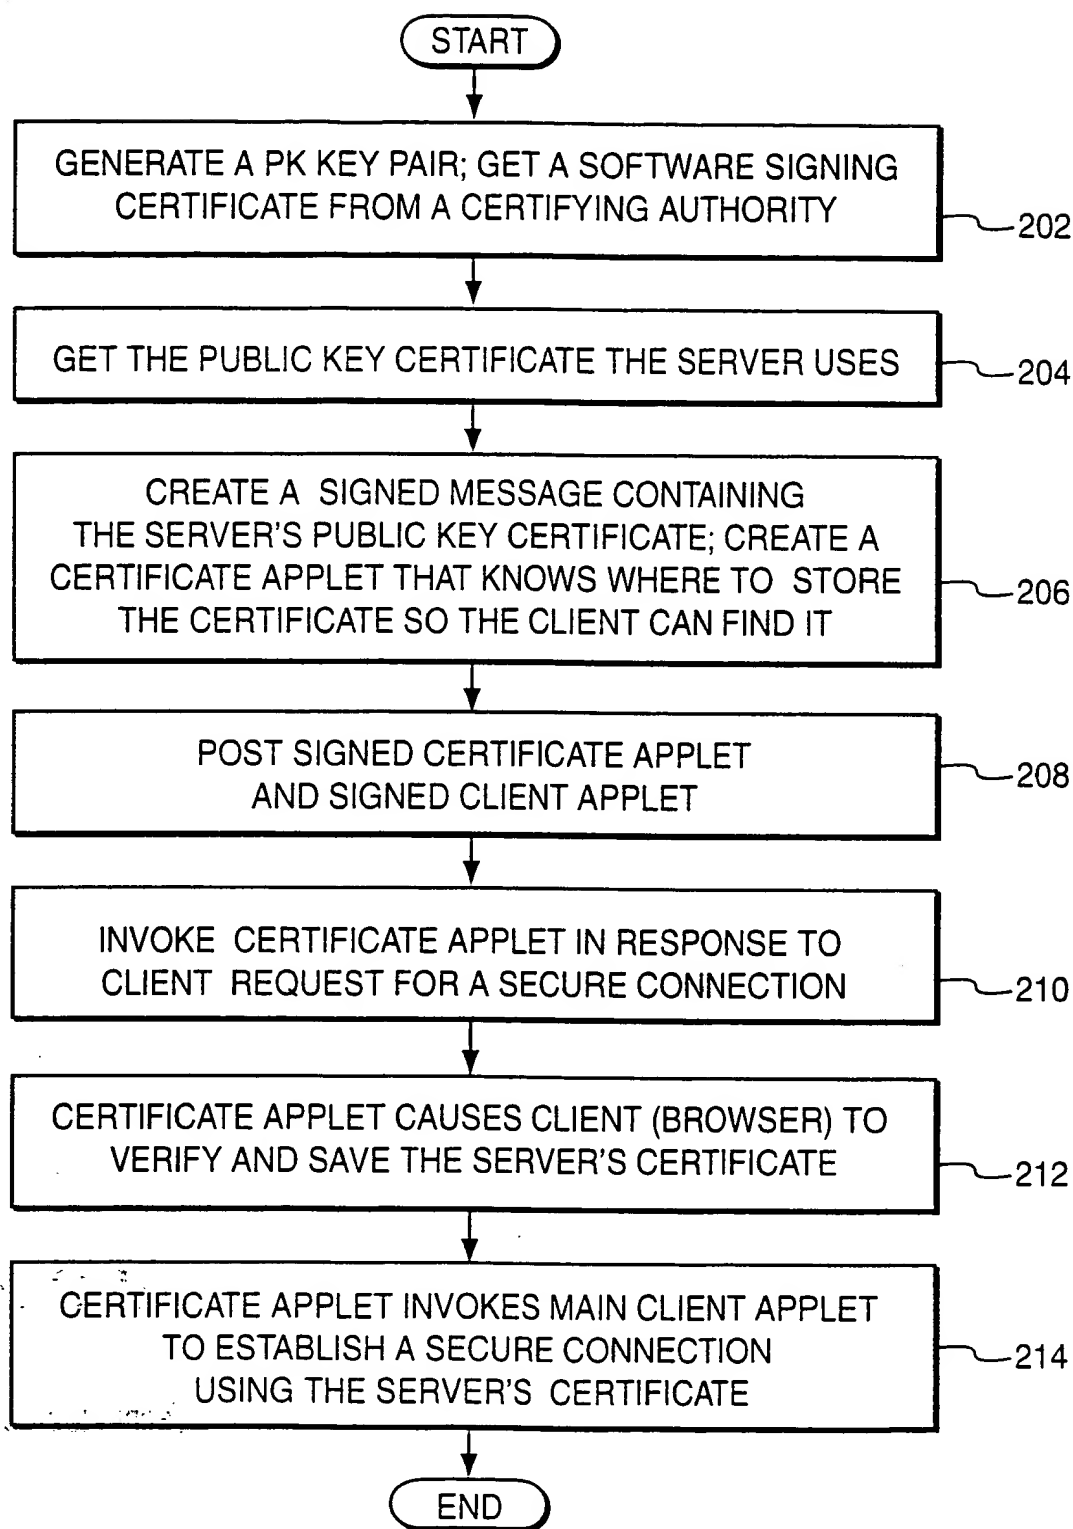 START
GENERATE A PK KEY PAIR; GET A SOFTWARE SIGNING
CERTIFICATE FROM A CERTIFYING AUTHORITY
202
GET THE PUBLIC KEY CERTIFICATE THE SERVER USES
204
CREATE A SIGNED MESSAGE CONTAINING
THE SERVER'S PUBLIC KEY CERTIFICATE; CREATE A
CERTIFICATE APPLET THAT KNOWS WHERE TO STORE
THE CERTIFICATE SO THE CLIENT CAN FIND IT
206
POST SIGNED CERTIFICATE APPLET
AND SIGNED CLIENT APPLET
208
INVOKE CERTIFICATE APPLET IN RESPONSE TO
CLIENT REQUEST FOR A SECURE CONNECTION
210
CERTIFICATE APPLET CAUSES CLIENT (BROWSER) TO
VERIFY AND SAVE THE SERVER'S CERTIFICATE
212
CERTIFICATE APPLET INVOKES MAIN CLIENT APPLET
TO ESTABLISH A SECURE CONNECTION
USING THE SERVER'S CERTIFICATE
214
END